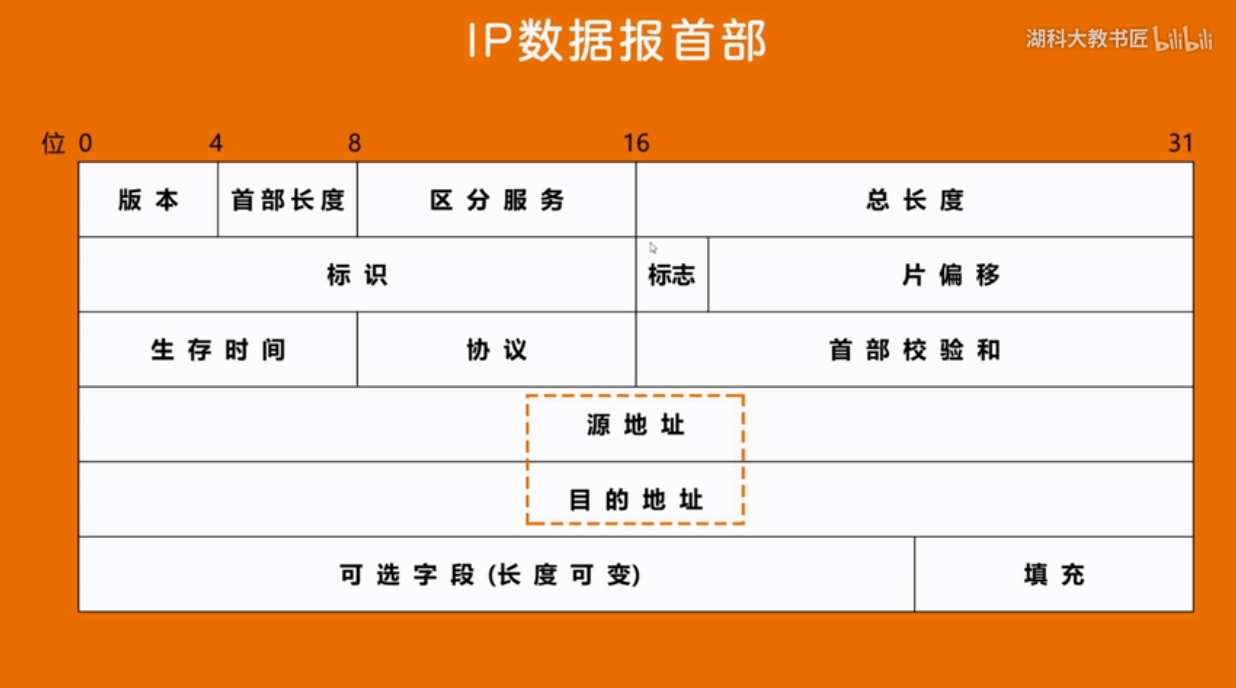 IP数据报首部
湖科大教书匠 bilibili
位 0 4 8 16 31
版本 首部长度 区分服务 总长度
标识 标志 片偏移
生存时间 协议 首部校验和
源地址
目的地址
可选字段(长度可变) 填充